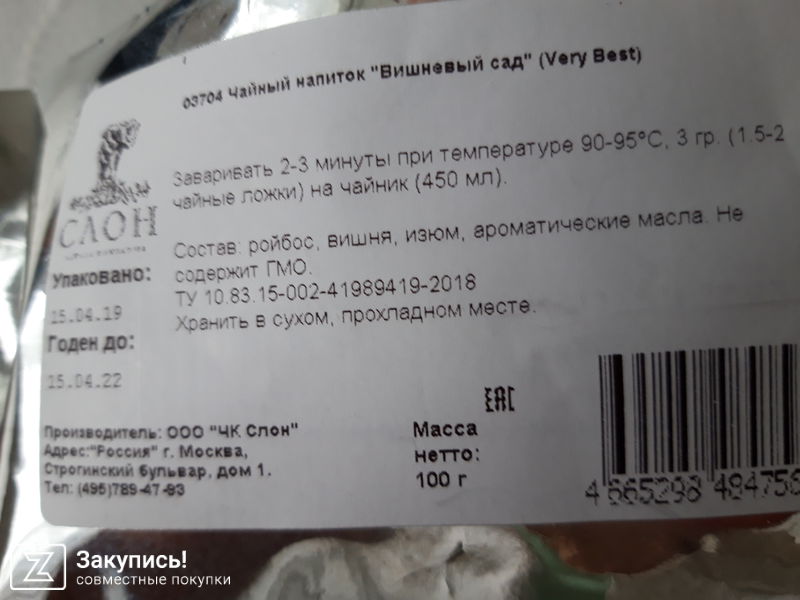 03704 Чайный напиток "Вишневый сад" (Very Best)
Заваривать 2-3 минуты при температуре 90-95°C, 3 гр. (1.5-2
чайные ложки) на чайник (450 мл).
СЛОН
Состав: ройбос, вишня, изюм, ароматические масла. Не
содержит ГМО.
ТУ 10.83.15-002-41989419-2018
Хранить в сухом, прохладном месте.
Упаковано:
15.04.19
Годен до:
15.04.22
Производитель: ООО "ЧК Слон"
Адрес:"Россия" г. Москва,
Строгинский бульвар, дом 1.
Тел: (495)789-47-93
EAC
Масса
нетто:
100 г
4 665298 484756
Закупись!
совместные покупки